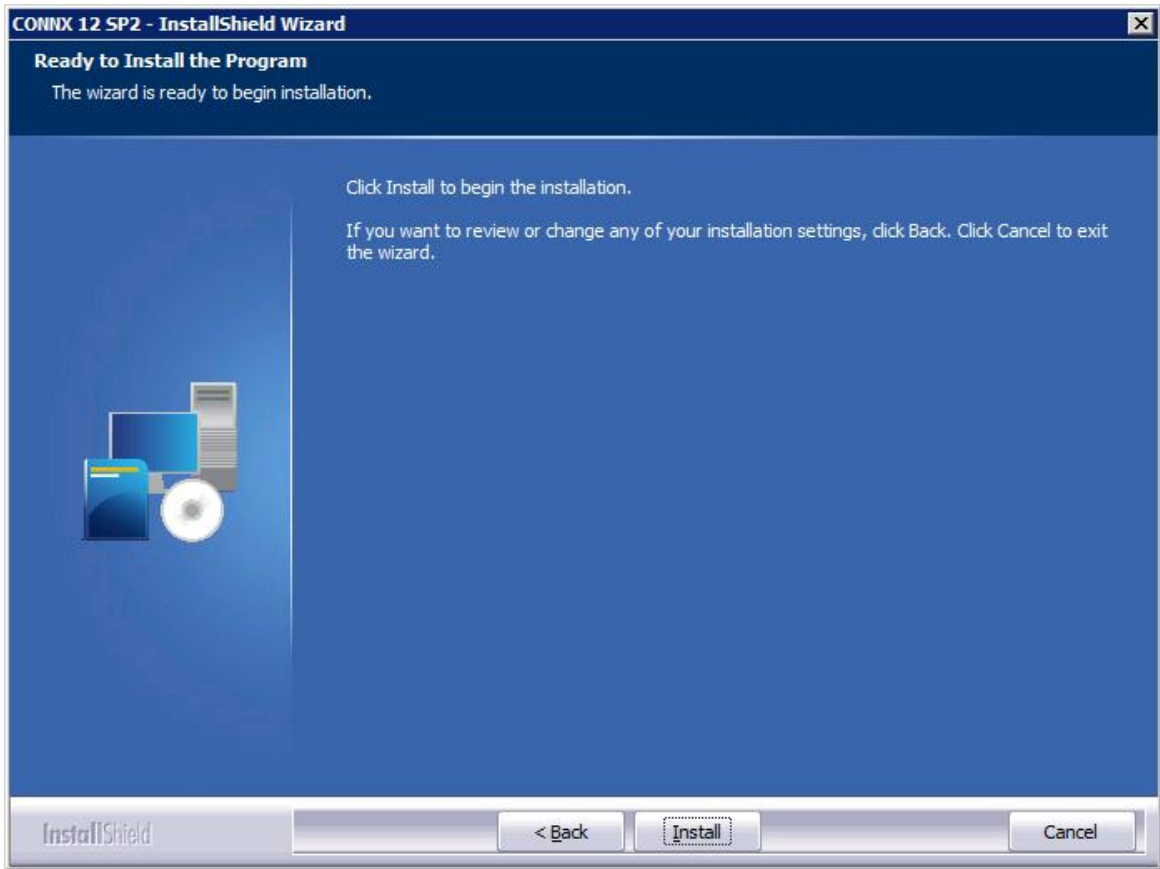 CONNX 12 SP2 - InstallShield Wizard
Ready to Install the Program
The wizard is ready to begin installation.
Click Install to begin the installation.
If you want to review or change any of your installation settings, click Back. Click Cancel to exit
the wizard.
InstallShield
< Back
Install
Cancel